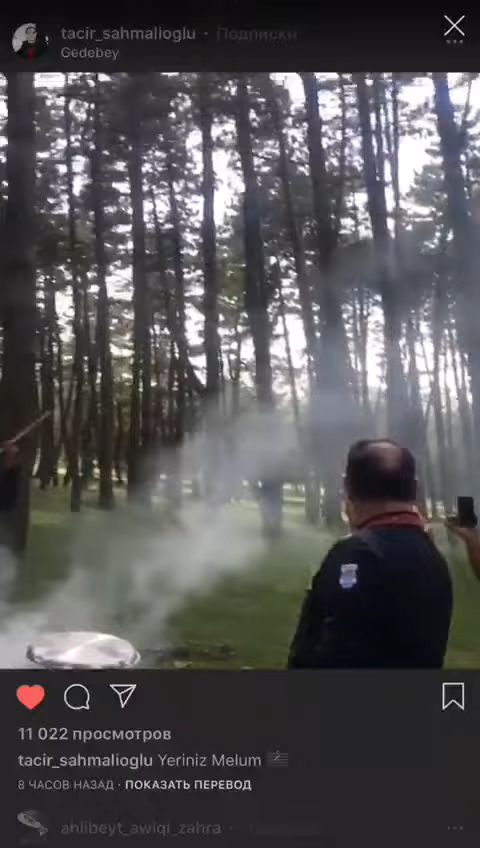 tacir_sahmalioglu • Подписки
Gedebey
11 022 просмотров
tacir_sahmalioglu Yeriniz Melum
8 ЧАСОВ НАЗАД • ПОКАЗАТЬ ПЕРЕВОД
ahlibeyt_awiqi_zahra •